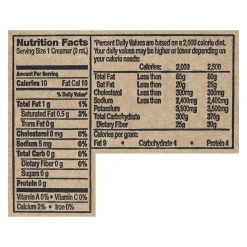 Nutrition Facts
Serving Size 1 Creamer (9 mL)
Amount Per Serving
Calories 10 Fat Cal 10
% Daily Value*
Total Fat 1 g 1%
Saturated Fat 0.5 g 3%
Trans Fat 0 g
Cholesterol 0 mg 0%
Sodium 5 mg 0%
Total Carb 0 g 0%
Dietary Fiber 0 g 0%
Sugars 0 g
Protein 0 g
Vitamin A 0% • Vitamin C 0%
Calcium 2% • Iron 0%
*Percent Daily Values are based on a 2,000 calorie diet.
Your daily values may be higher or lower depending on
your calorie needs:
Calories: 2,000 2,500
Total Fat Less than 65g 80g
Sat Fat Less than 20g 25g
Cholesterol Less than 300mg 300mg
Sodium Less than 2,400mg 2,400mg
Potassium 3,500mg 3,500mg
Total Carbohydrate 300g 375g
Dietary Fiber 25g 30g
Calories per gram:
Fat 9 • Carbohydrate 4 • Protein 4